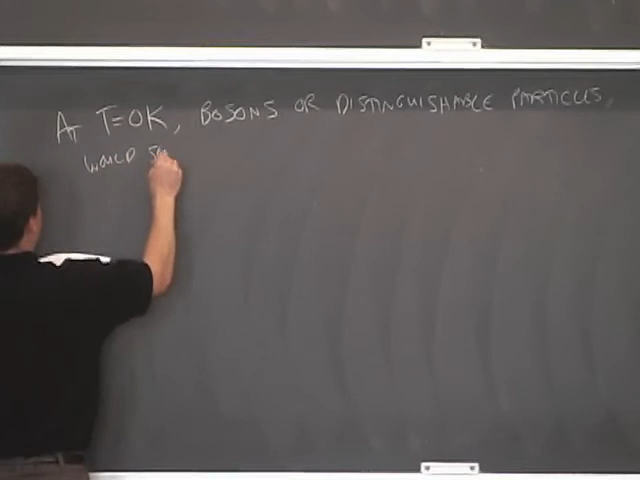 AT T=0K, BOSONS OR DISTINGUISHABLE PARTICLES,
WOULD